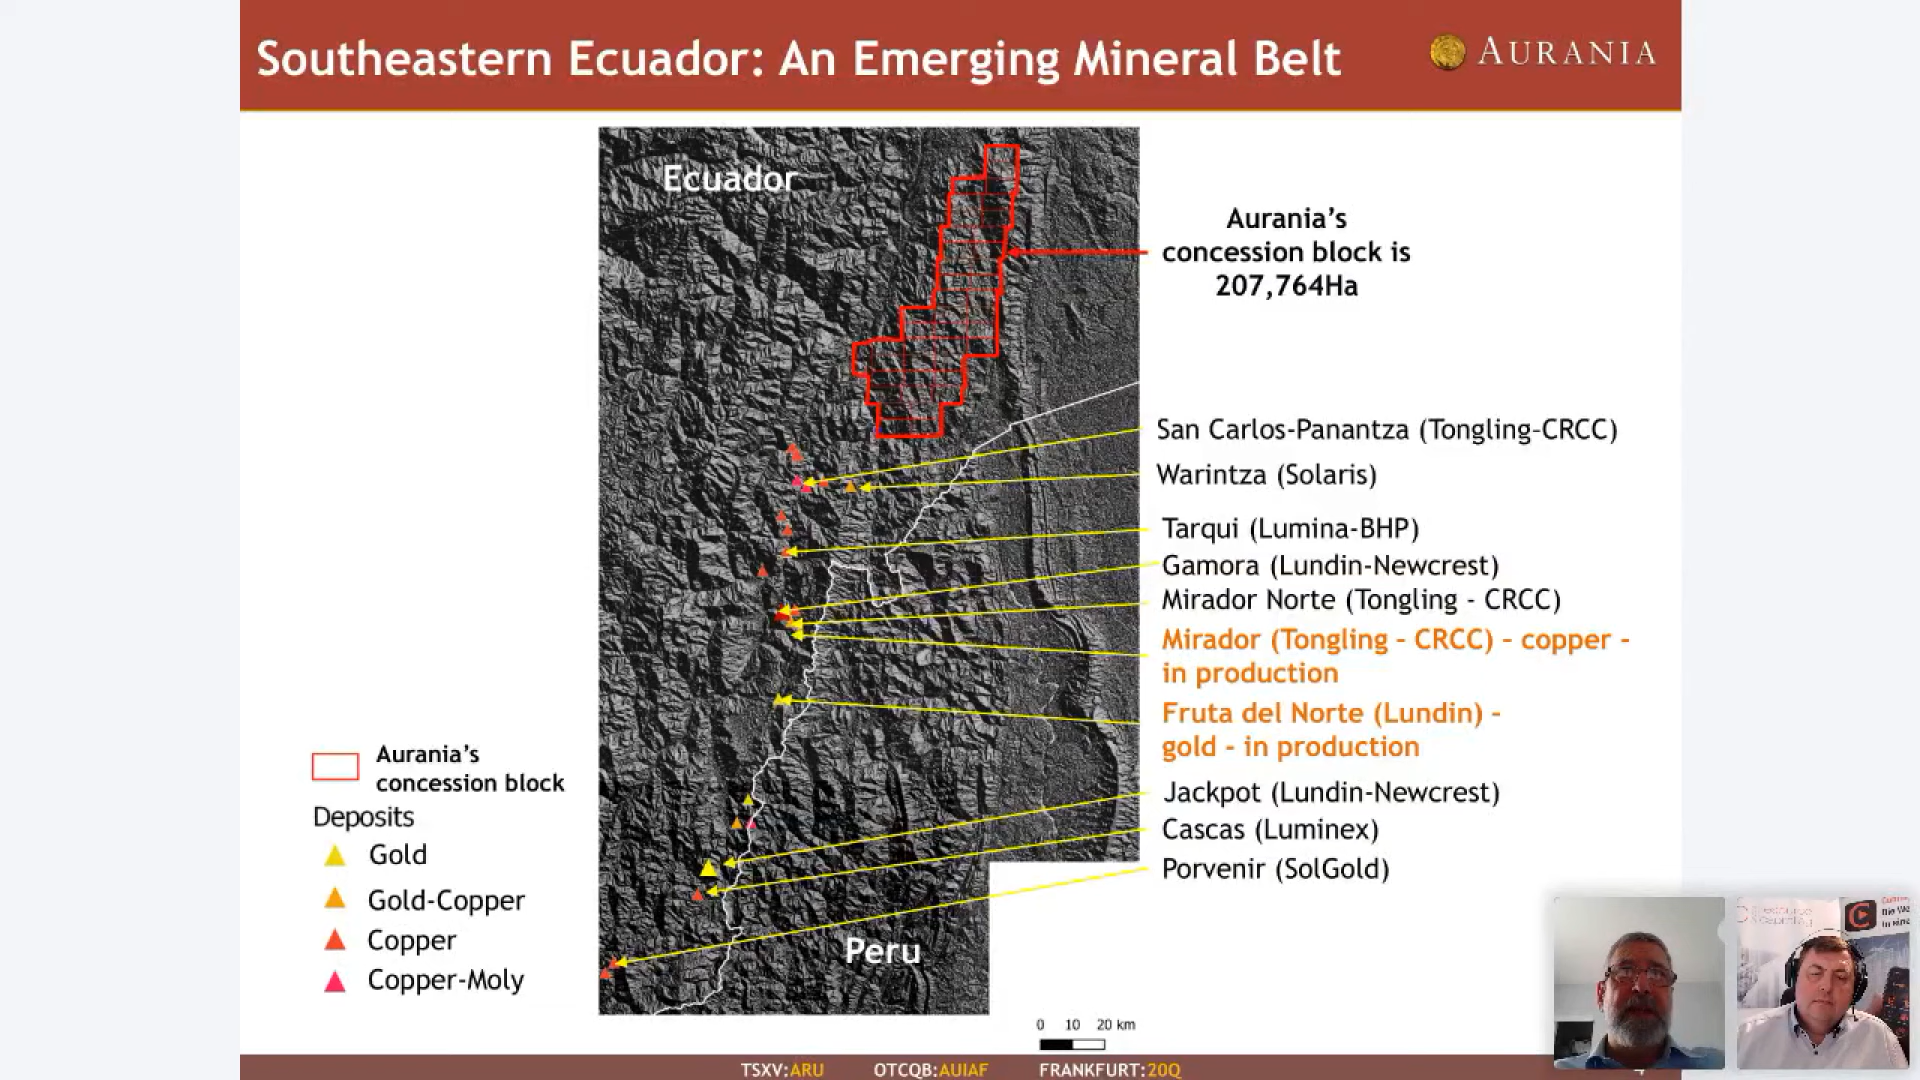 Southeastern Ecuador: An Emerging Mineral Belt
AURANIA
Ecuador
Aurania's
concession block is
207,764Ha
San Carlos-Panantza (Tongling-CRCC)
Warintza (Solaris)
Tarqui (Lumina-BHP)
Gamora (Lundin-Newcrest)
Mirador Norte (Tongling - CRCC)
Mirador (Tongling - CRCC) - copper -
in production
Fruta del Norte (Lundin) -
gold - in production
Jackpot (Lundin-Newcrest)
Cascas (Luminex)
Porvenir (SolGold)
Aurania's
concession block
Deposits
Gold
Gold-Copper
Copper
Copper-Moly
Peru
0 10 20 km
TSXV:ARU OTCQB:AUIAF FRANKFURT:20Q